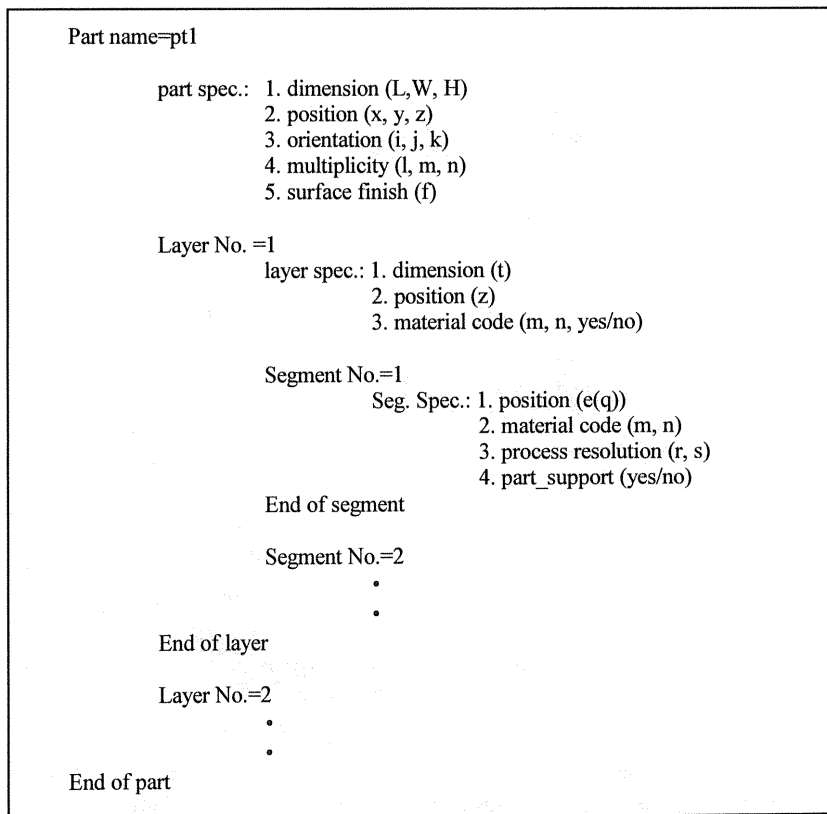 Part name=pt1
part spec.: 1. dimension (L,W, H)
2. position (x, y, z)
3. orientation (i, j, k)
4. multiplicity (l, m, n)
5. surface finish (f)
Layer No. =1
layer spec.: 1. dimension (t)
2. position (z)
3. material code (m, n, yes/no)
Segment No.=1
Seg. Spec.: 1. position (e(q))
2. material code (m, n)
3. process resolution (r, s)
4. part_support (yes/no)
End of segment
Segment No.=2
•
•
End of layer
Layer No.=2
•
•
End of part